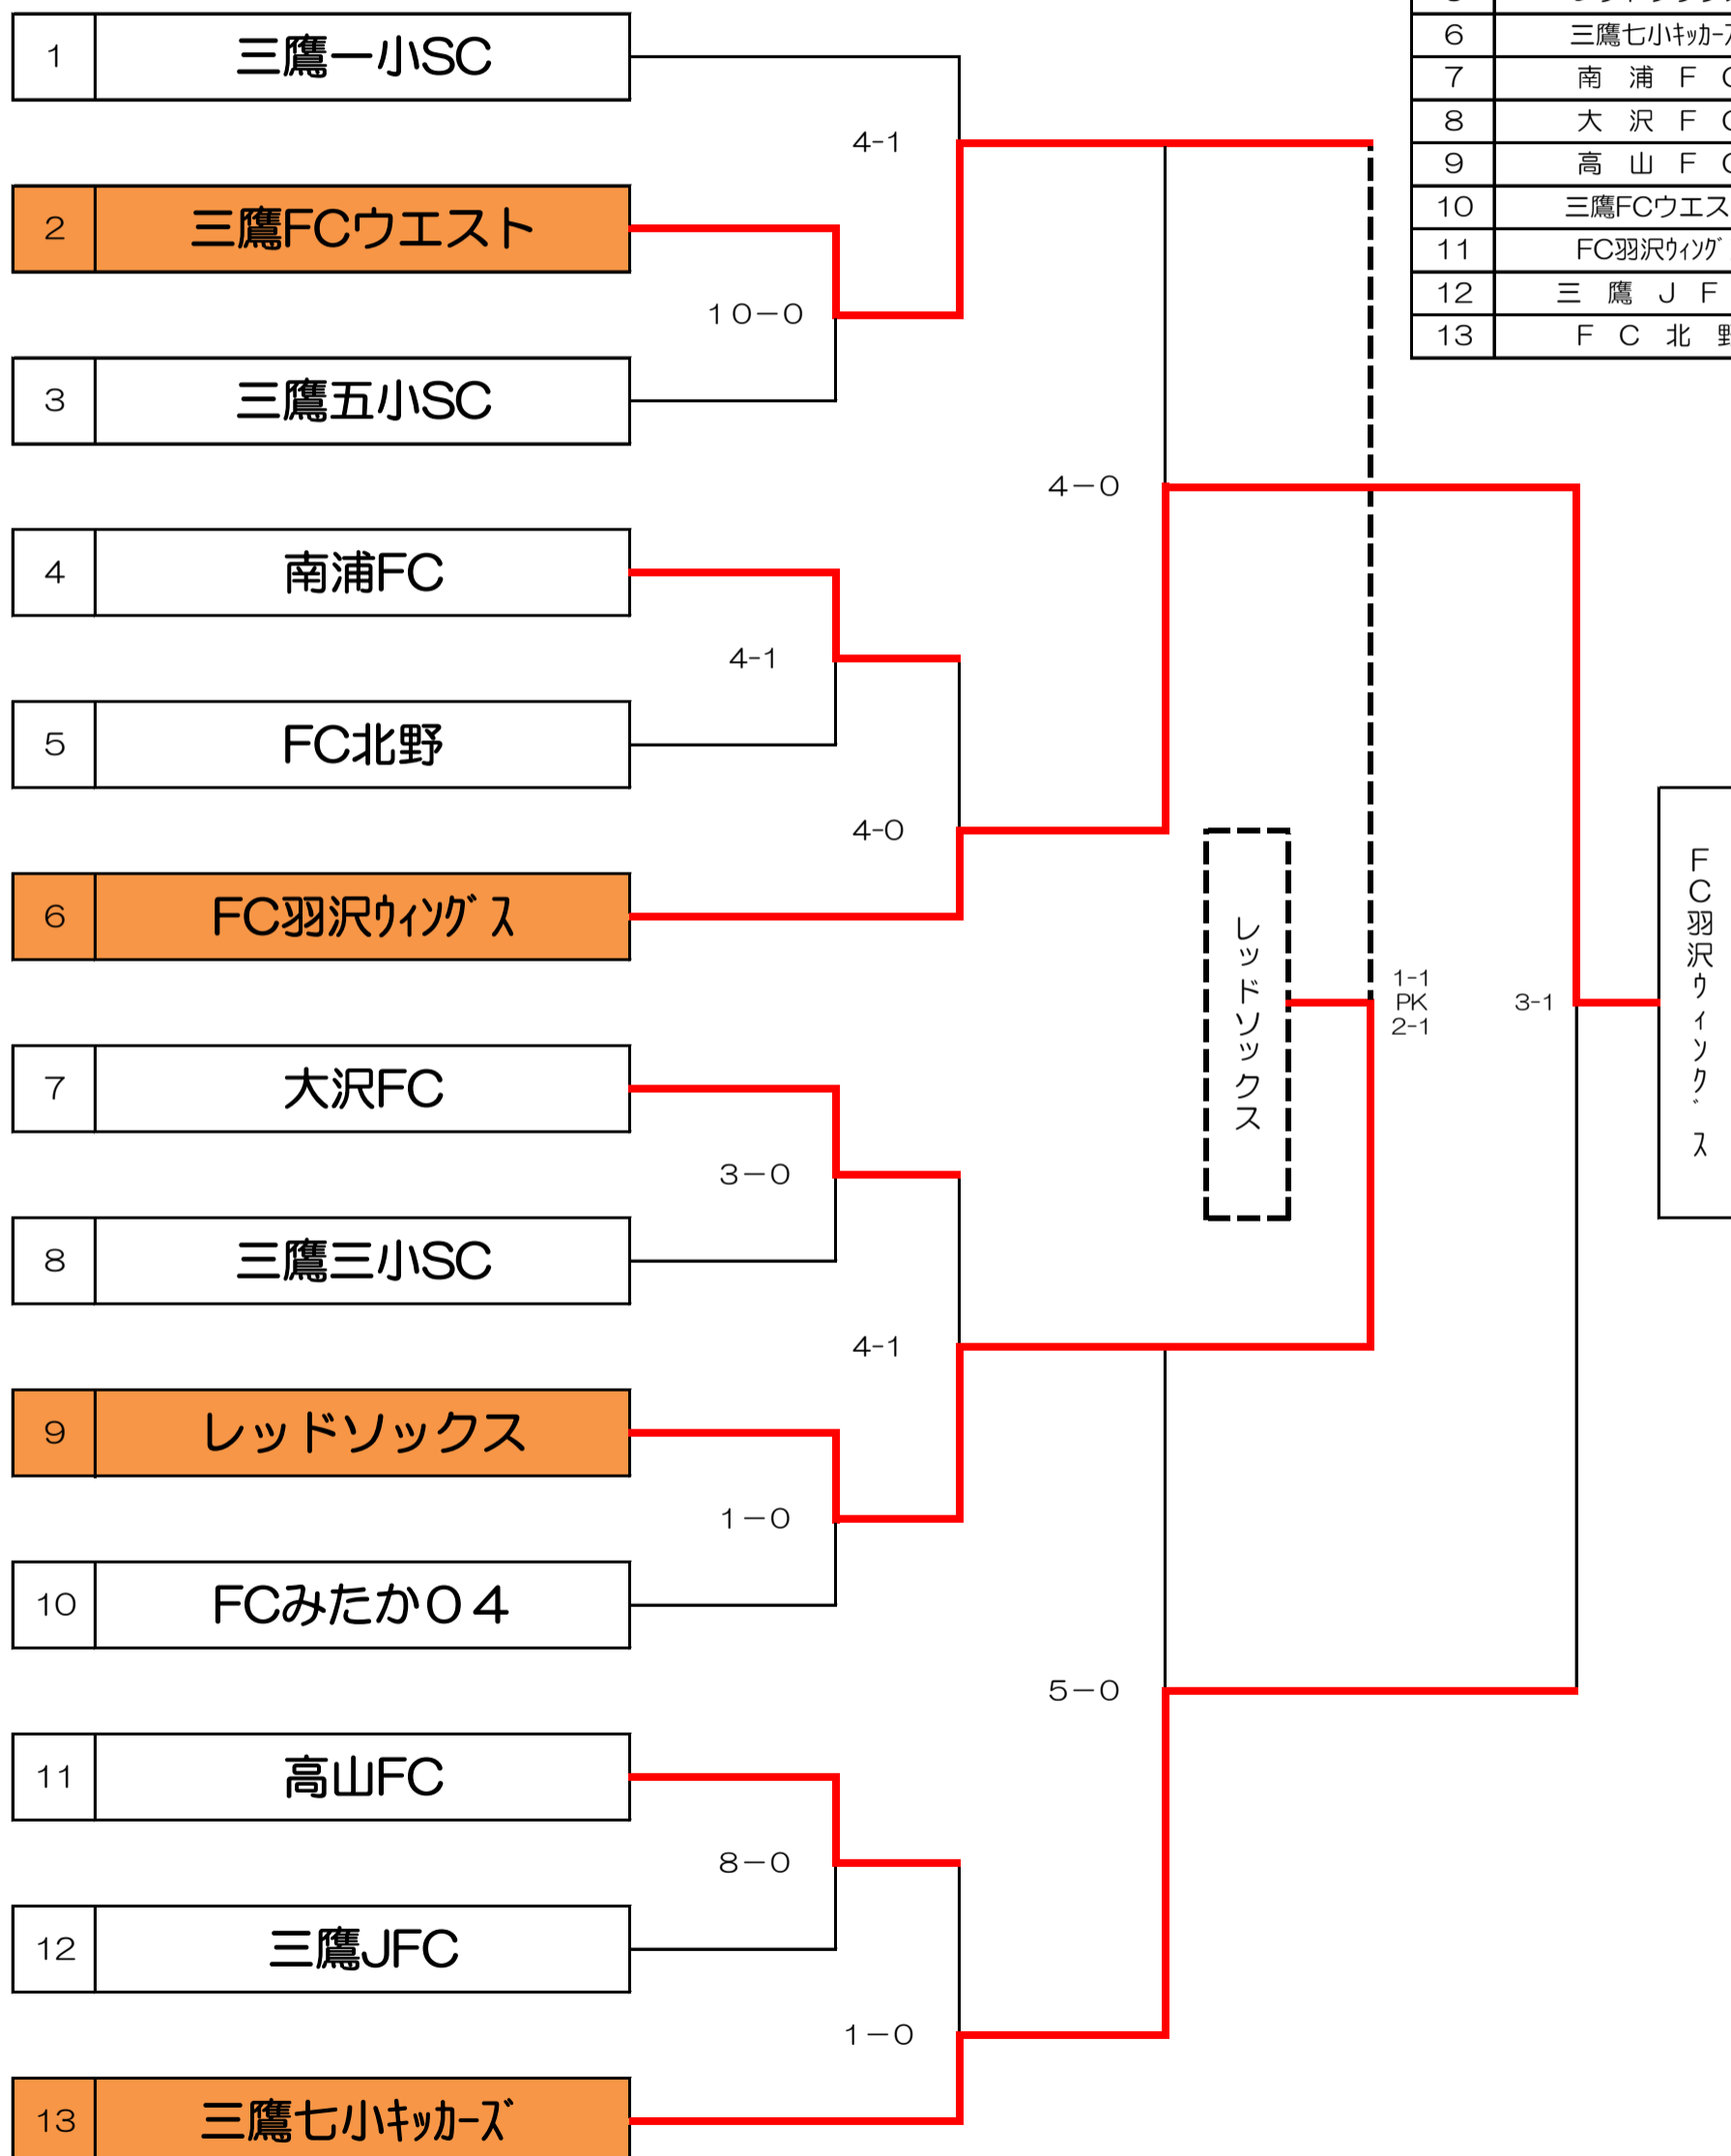 1 三鷹一小SC
4-1
2 三鷹FCウエスト
10－0
3 三鷹五小SC
4－0
4 南浦FC
4-1
5 FC北野
4-0
6 FC羽沢ｳｨﾝｸﾞｽ
7 大沢FC
3－0
8 三鷹三小SC
4-1
9 レッドソックス
1－0
10 FCみたか０４
5－0
11 高山FC
8－0
12 三鷹JFC
1－0
13 三鷹七小ｷｯｶｰｽﾞ
レッドソックス
1-1
PK
2-1
3-1
FC羽沢ｳｨﾝｸﾞｽ
6 三鷹七小ｷｯｶｰ
7 南 浦 F
8 大 沢 F
9 高 山 F
10 三鷹FCウエス
11 FC羽沢ｳｨﾝｸﾞ
12 三 鷹 J F
13 F C 北